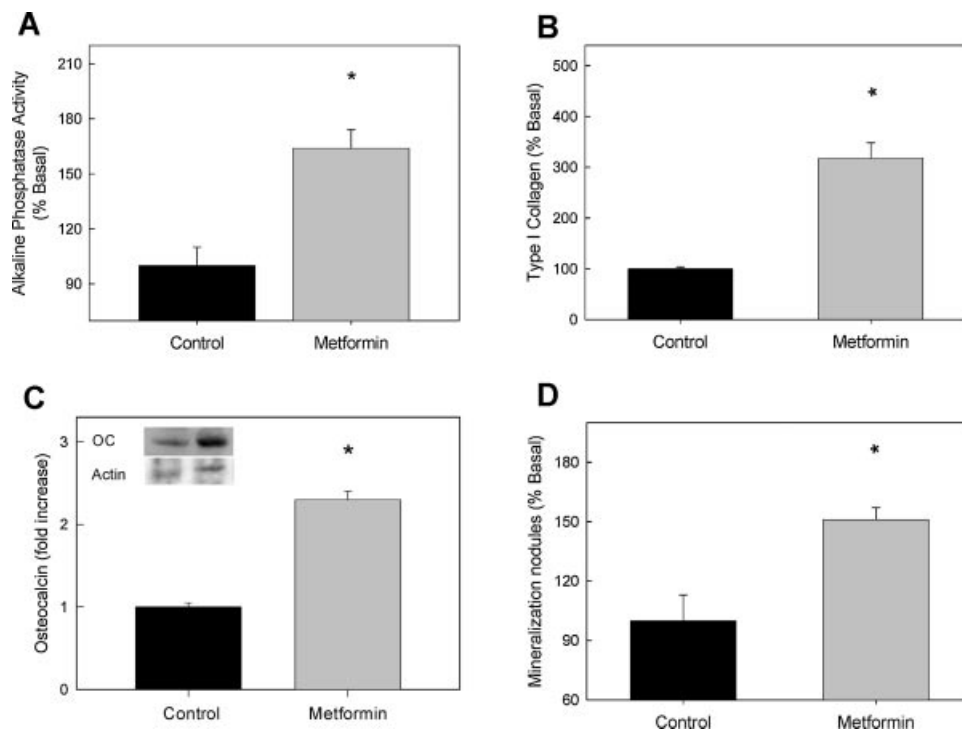 A
Alkaline Phosphatase Activity
(% Basal)
210
180
150
120
90
*
Control
Metformin
B
Type I Collagen (% Basal)
500
400
300
200
100
0
*
Control
Metformin
C
Osteocalcin (fold increase)
3
2
1
0
OC
Actin
*
Control
Metformin
D
Mineralization nodules (% Basal)
180
150
120
90
60
*
Control
Metformin